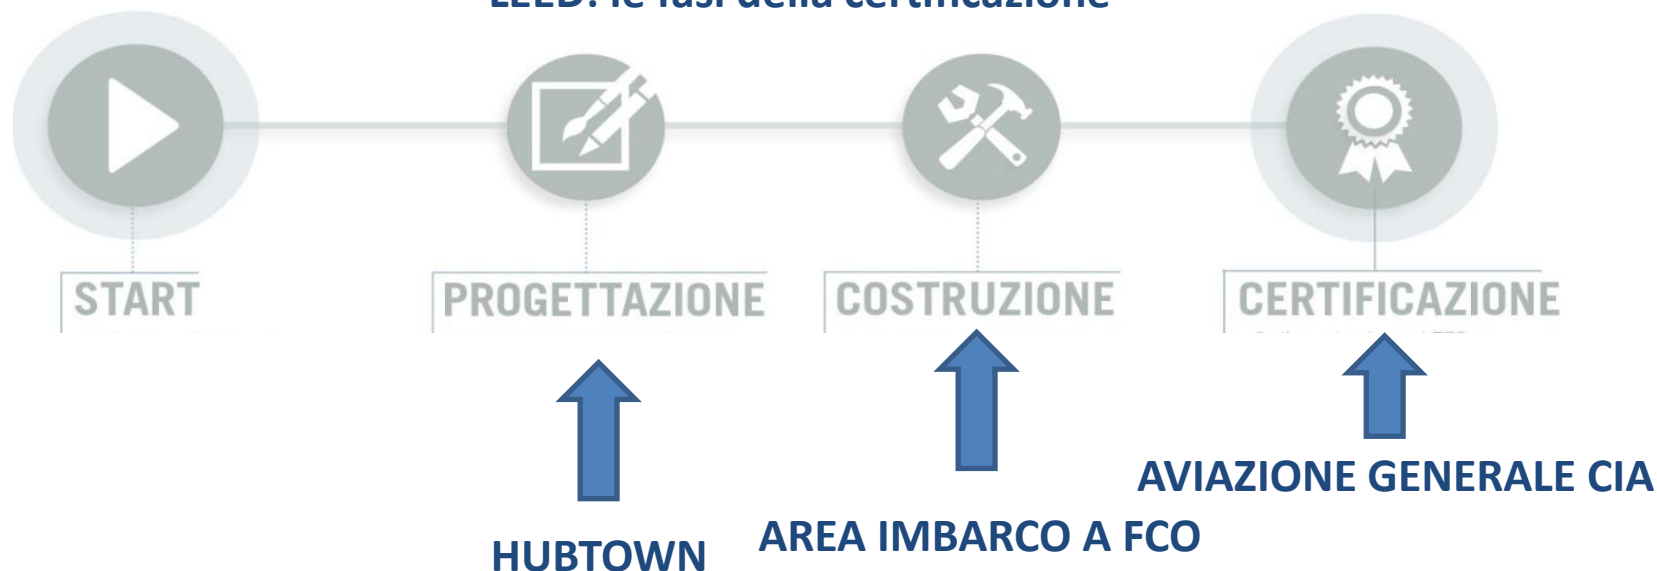 LEED: le fasi della certificazione
START
PROGETTAZIONE
COSTRUZIONE
CERTIFICAZIONE
AVIAZIONE GENERALE CIA
AREA IMBARCO A FCO
HUBTOWN